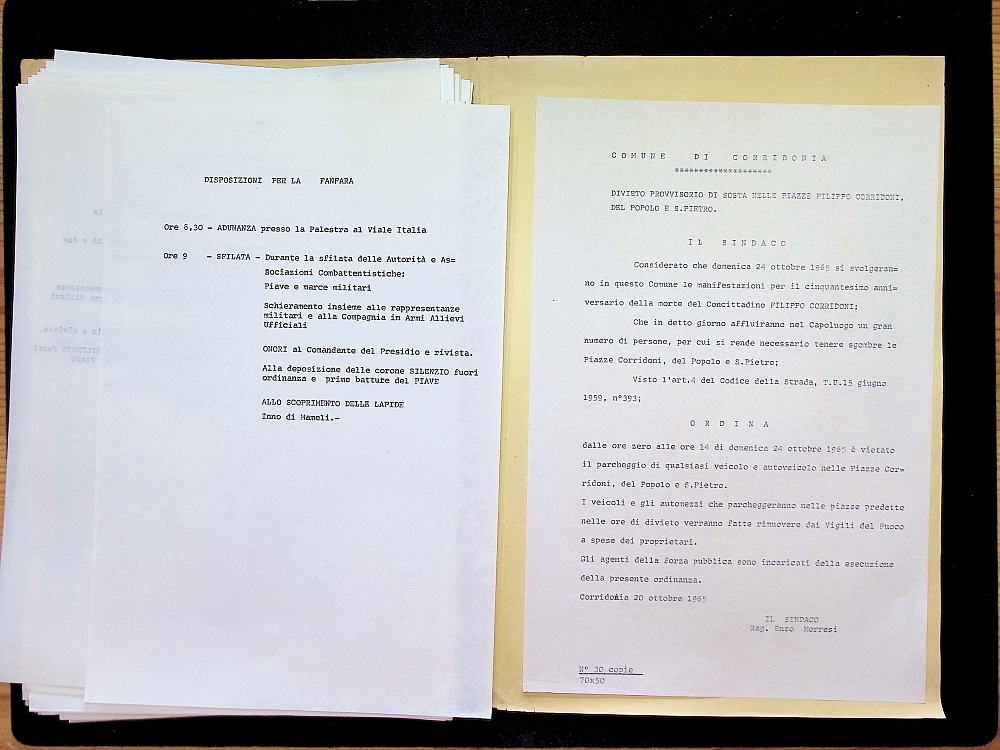 DISPOSIZIONI PER LA FANFARA
Ore 8,30 - ADUNANZA presso la Palestra al Viale Italia
Ore 9 - SFILATA - Durante la sfilata delle Autorità e As=
Sociazioni Combattentistiche:
Piave e marce militari
Schieramento insieme alle rappresentanze
militari e alla Compagnia in Armi Allievi
Ufficiali
ONORI al Comandante del Presidio e rivista.
Alla deposizione delle corone SILENZIO fuori
ordinanza e prime battute del PIAVE
ALLO SCOPRIMENTO DELLE LAPIDE
Inno di Mameli.-
COMUNE DI CORRIDONIA
********************
DIVIETO PROVVISORIO DI SOSTA NELLE PIAZZE FILIPPO CORRIDONI,
DEL POPOLO E S.PIETRO.
IL SINDACO
Considerato che domenica 24 ottobre 1965 si svolgeran=
no in questo Comune le manifestazioni per il cinquantesimo anni=
versario della morte del Concittadino FILIPPO CORRIDONI;
Che in detto giorno affluiranno nel Capoluogo un gran
numero di persone, per cui si rende necessario tenere sgombre le
Piazze Corridoni, del Popolo e S.Pietro;
Visto l'art.4 del Codice della Strada, T.U.15 giugno
1959, n°393;
ORDINA
dalle ore zero alle ore 14 di domenica 24 ottobre 1965 è vietato
il parcheggio di qualsiasi veicolo e autoveicolo nelle Piazze Cor=
ridoni, del Popolo e S.Pietro.
I veicoli e gli automezzi che parcheggeranno nelle piazze predette
nelle ore di divieto verranno fatte rimuovere dai Vigili del Fuoco
a spese dei proprietari.
Gli agenti della forza pubblica sono incaricati della esecuzione
della presente ordinanza.
Corridonia 20 ottobre 1965
IL SINDACO
Rag. Enzo Morresi
N° 30 copie
70x50